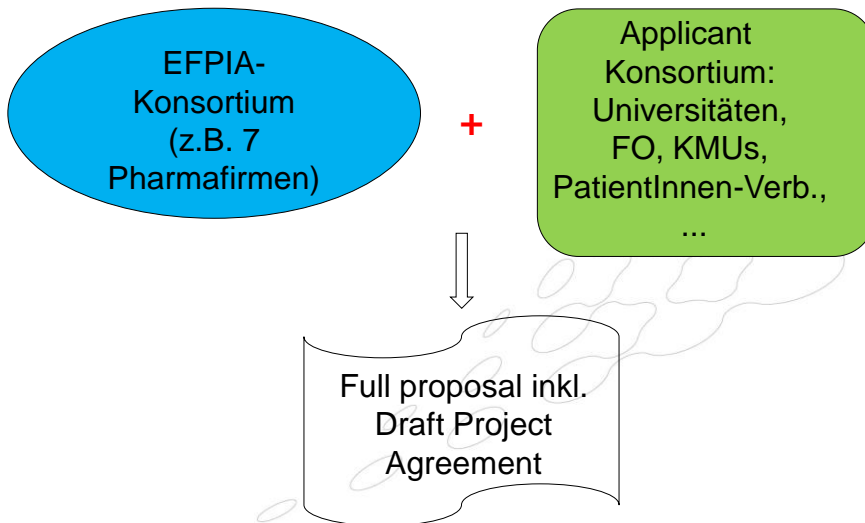 EFPIA-
Konsortium
(z.B. 7
Pharmafirmen)
+
Applicant
Konsortium:
Universitäten,
FO, KMUs,
PatientInnen-Verb.,
...
Full proposal inkl.
Draft Project
Agreement